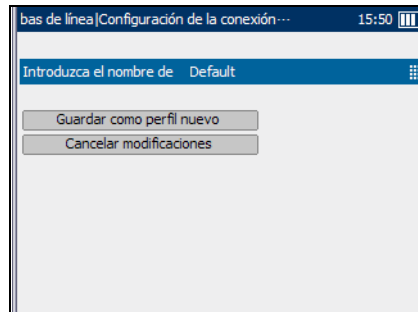 bas de línea|Configuración de la conexión··· 15:50
Introduzca el nombre de Default
Guardar como perfil nuevo
Cancelar modificaciones